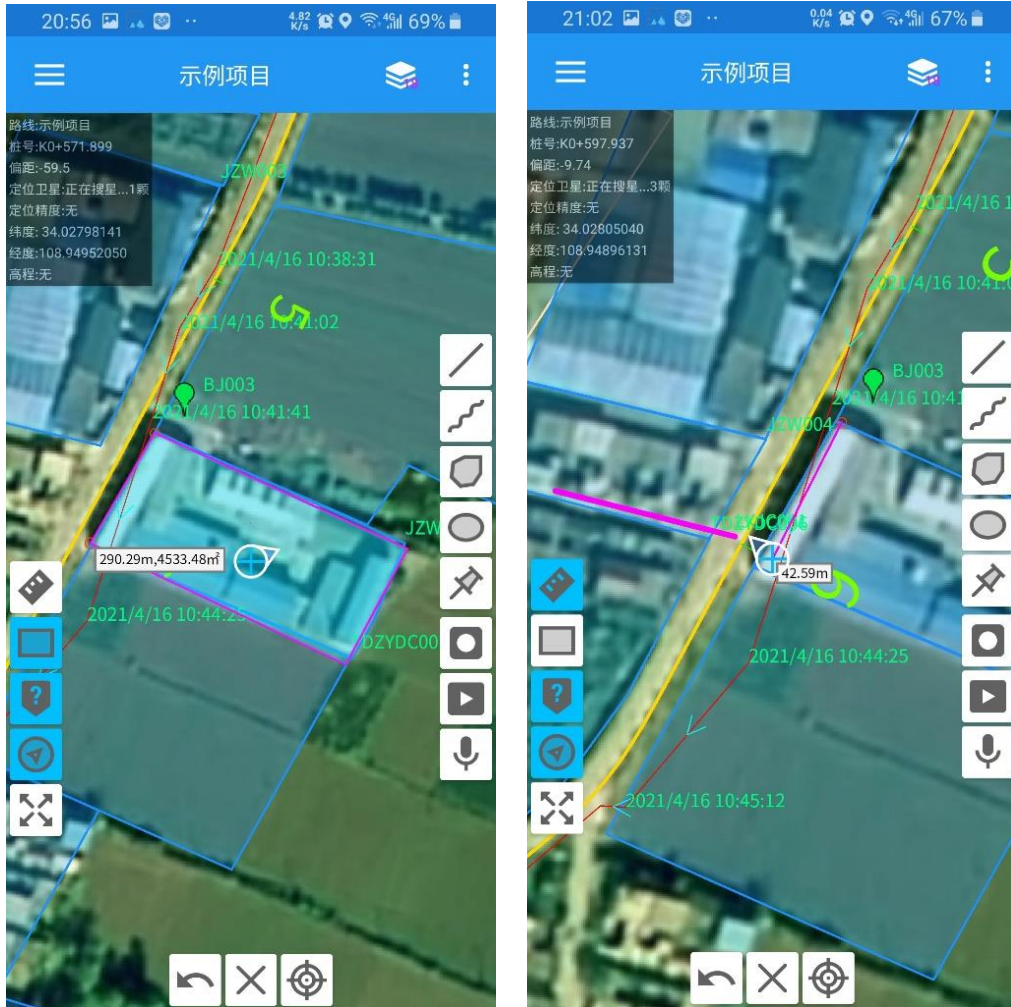 20:56
4.82 K/s
4G
69%
示例项目
路线:示例项目
桩号:K0+571.899
偏距:-59.5
定位卫星:正在搜星...1颗
定位精度:无
纬度: 34.02798141
经度:108.94952050
高程:无
JZW003
2021/4/16 10:38:31
5
2021/4/16 10:41:02
BJ003
2021/4/16 10:41:41
JZW
290.29m,4533.48㎡
2021/4/16 10:44:25
DZYDC00
21:02
0.04 K/s
4G
67%
示例项目
路线:示例项目
桩号:K0+597.937
偏距:-9.74
定位卫星:正在搜星...3颗
定位精度:无
纬度: 34.02805040
经度:108.94896131
高程:无
2021/4/16 1
2021/4/16 10:41:0
BJ003
2021/4/16 10:41
JZW004
42.59m
2021/4/16 10:44:25
2021/4/16 10:45:12